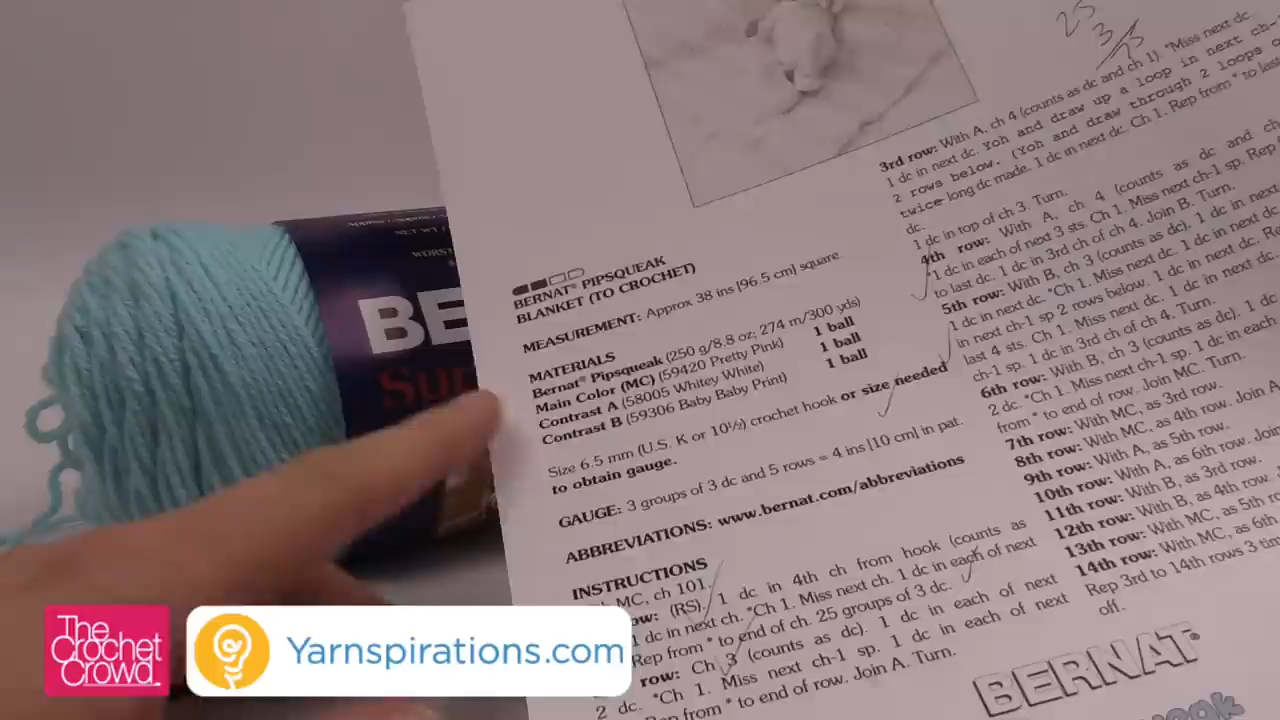 25
3
75
NET WT
WORST
BE
Sup
BERNAT® PIPSQUEAK
BLANKET (TO CROCHET)
MEASUREMENT: Approx 38 ins [96.5 cm] square
MATERIALS
Bernat® Pipsqueak (250 g/8.8 oz; 274 m/300 yds)
Main Color (MC) (59420 Pretty Pink) 1 ball
Contrast A (58005 Whitey White) 1 ball
Contrast B (59306 Baby Baby Print) 1 ball
Size 6.5 mm (U.S. K or 10½) crochet hook or size needed
to obtain gauge.
GAUGE: 3 groups of 3 dc and 5 rows = 4 ins [10 cm] in pat.
ABBREVIATIONS: www.bernat.com/abbreviations
INSTRUCTIONS
MC, ch 101.
ow: (RS). 1 dc in 4th ch from hook (counts as
1 dc in next ch. *Ch 1. Miss next ch. 1 dc in each of next
Rep from * to end of ch. 25 groups of 3 dc.
row: Ch 3 (counts as dc). 1 dc in each of next
2 dc. *Ch 1. Miss next ch-1 sp. 1 dc in each of next
Rep from * to end of row. Join A. Turn.
3rd row: With A, ch 4 (counts as dc and ch 1). *Miss next dc.
1 dc in next dc. Yoh and draw up a loop in next ch-
2 rows below. (Yoh and draw through 2 loops o
twice-long dc made. 1 dc in next dc. Ch 1. Rep from * to last
dc.
1 dc in top of ch 3. Turn.
4th row: With A, ch 4 (counts as dc and ch
1 dc in each of next 3 sts. Ch 1. Miss next ch-1 sp. Rep
to last dc. 1 dc in 3rd ch of ch 4. Join B. Turn.
5th row: With B, ch 3 (counts as dc). 1 dc in next
1 dc in next dc. *Ch 1. Miss next dc. 1 dc in next
in next ch-1 sp 2 rows below. 1 dc in next dc. Re
last 4 sts. Ch 1. Miss next dc. 1 dc in next dc.
ch-1 sp. 1 dc in 3rd ch of ch 4. Turn.
6th row: With B, ch 3 (counts as dc). 1 dc in
2 dc. *Ch 1. Miss next ch-1 sp. 1 dc in each
from * to end of row. Join MC. Turn.
7th row: With MC, as 3rd row.
8th row: With MC, as 4th row. Join A
9th row: With A, as 5th row.
10th row: With A, as 6th row. Join
11th row: With B, as 3rd row.
12th row: With B, as 4th row.
13th row: With MC, as 5th
14th row: With MC, as 6th
Rep 3rd to 14th rows 3 tim
off.
BERNAT®
The
Crochet
Crowd
Yarnspirations.com